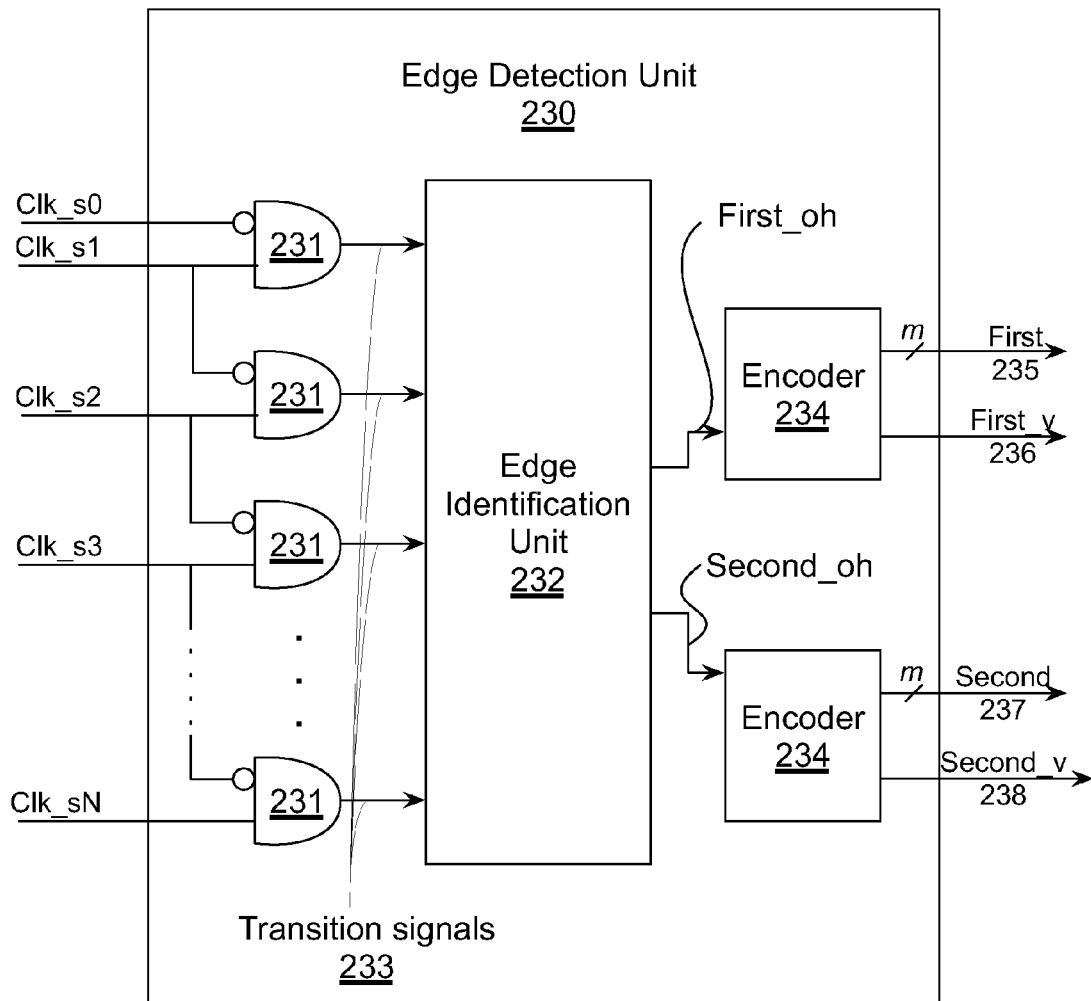 Edge Detection Unit
230
Clk_s0
Clk_s1
Clk_s2
Clk_s3
Clk_sN
231
231
231
231
Edge
Identification
Unit
232
First_oh
Second_oh
Encoder
234
m
First
235
First_v
236
Encoder
234
m
Second
237
Second_v
238
Transition signals
233